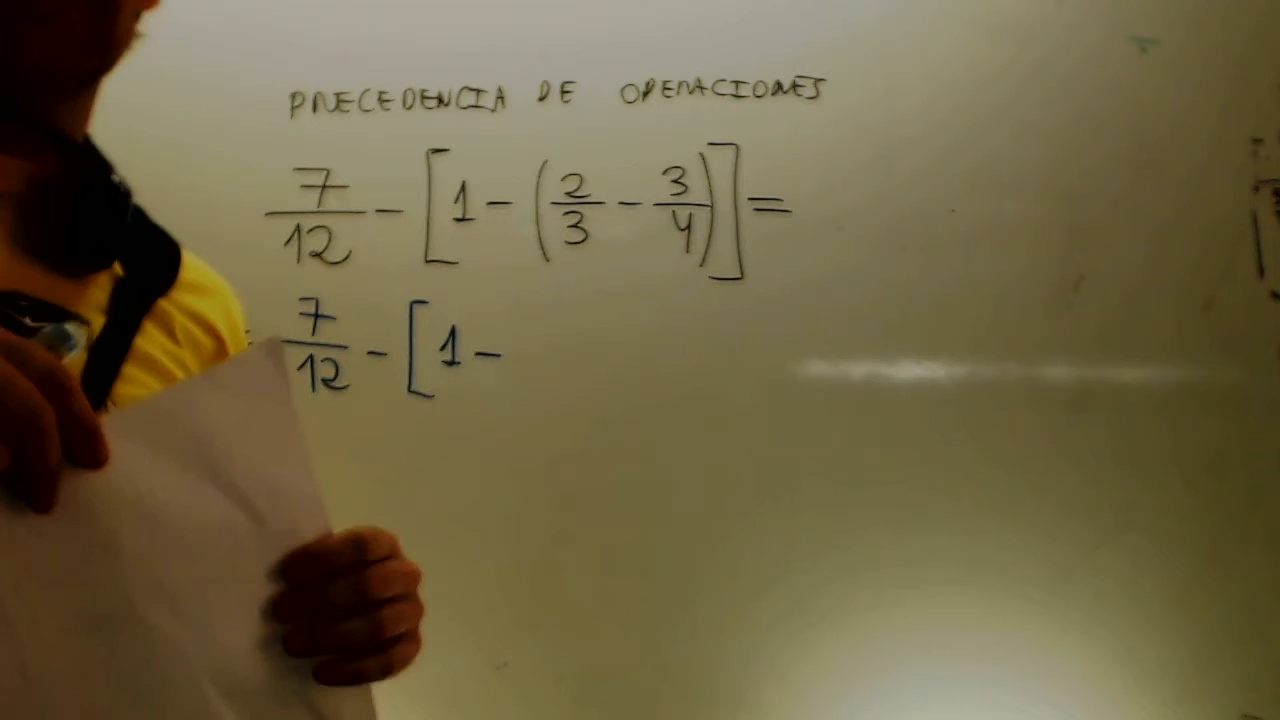 PRECEDENCIA DE OPERACIONES
7/12 - [1 - (2/3 - 3/4)] =
7/12 - [1 -